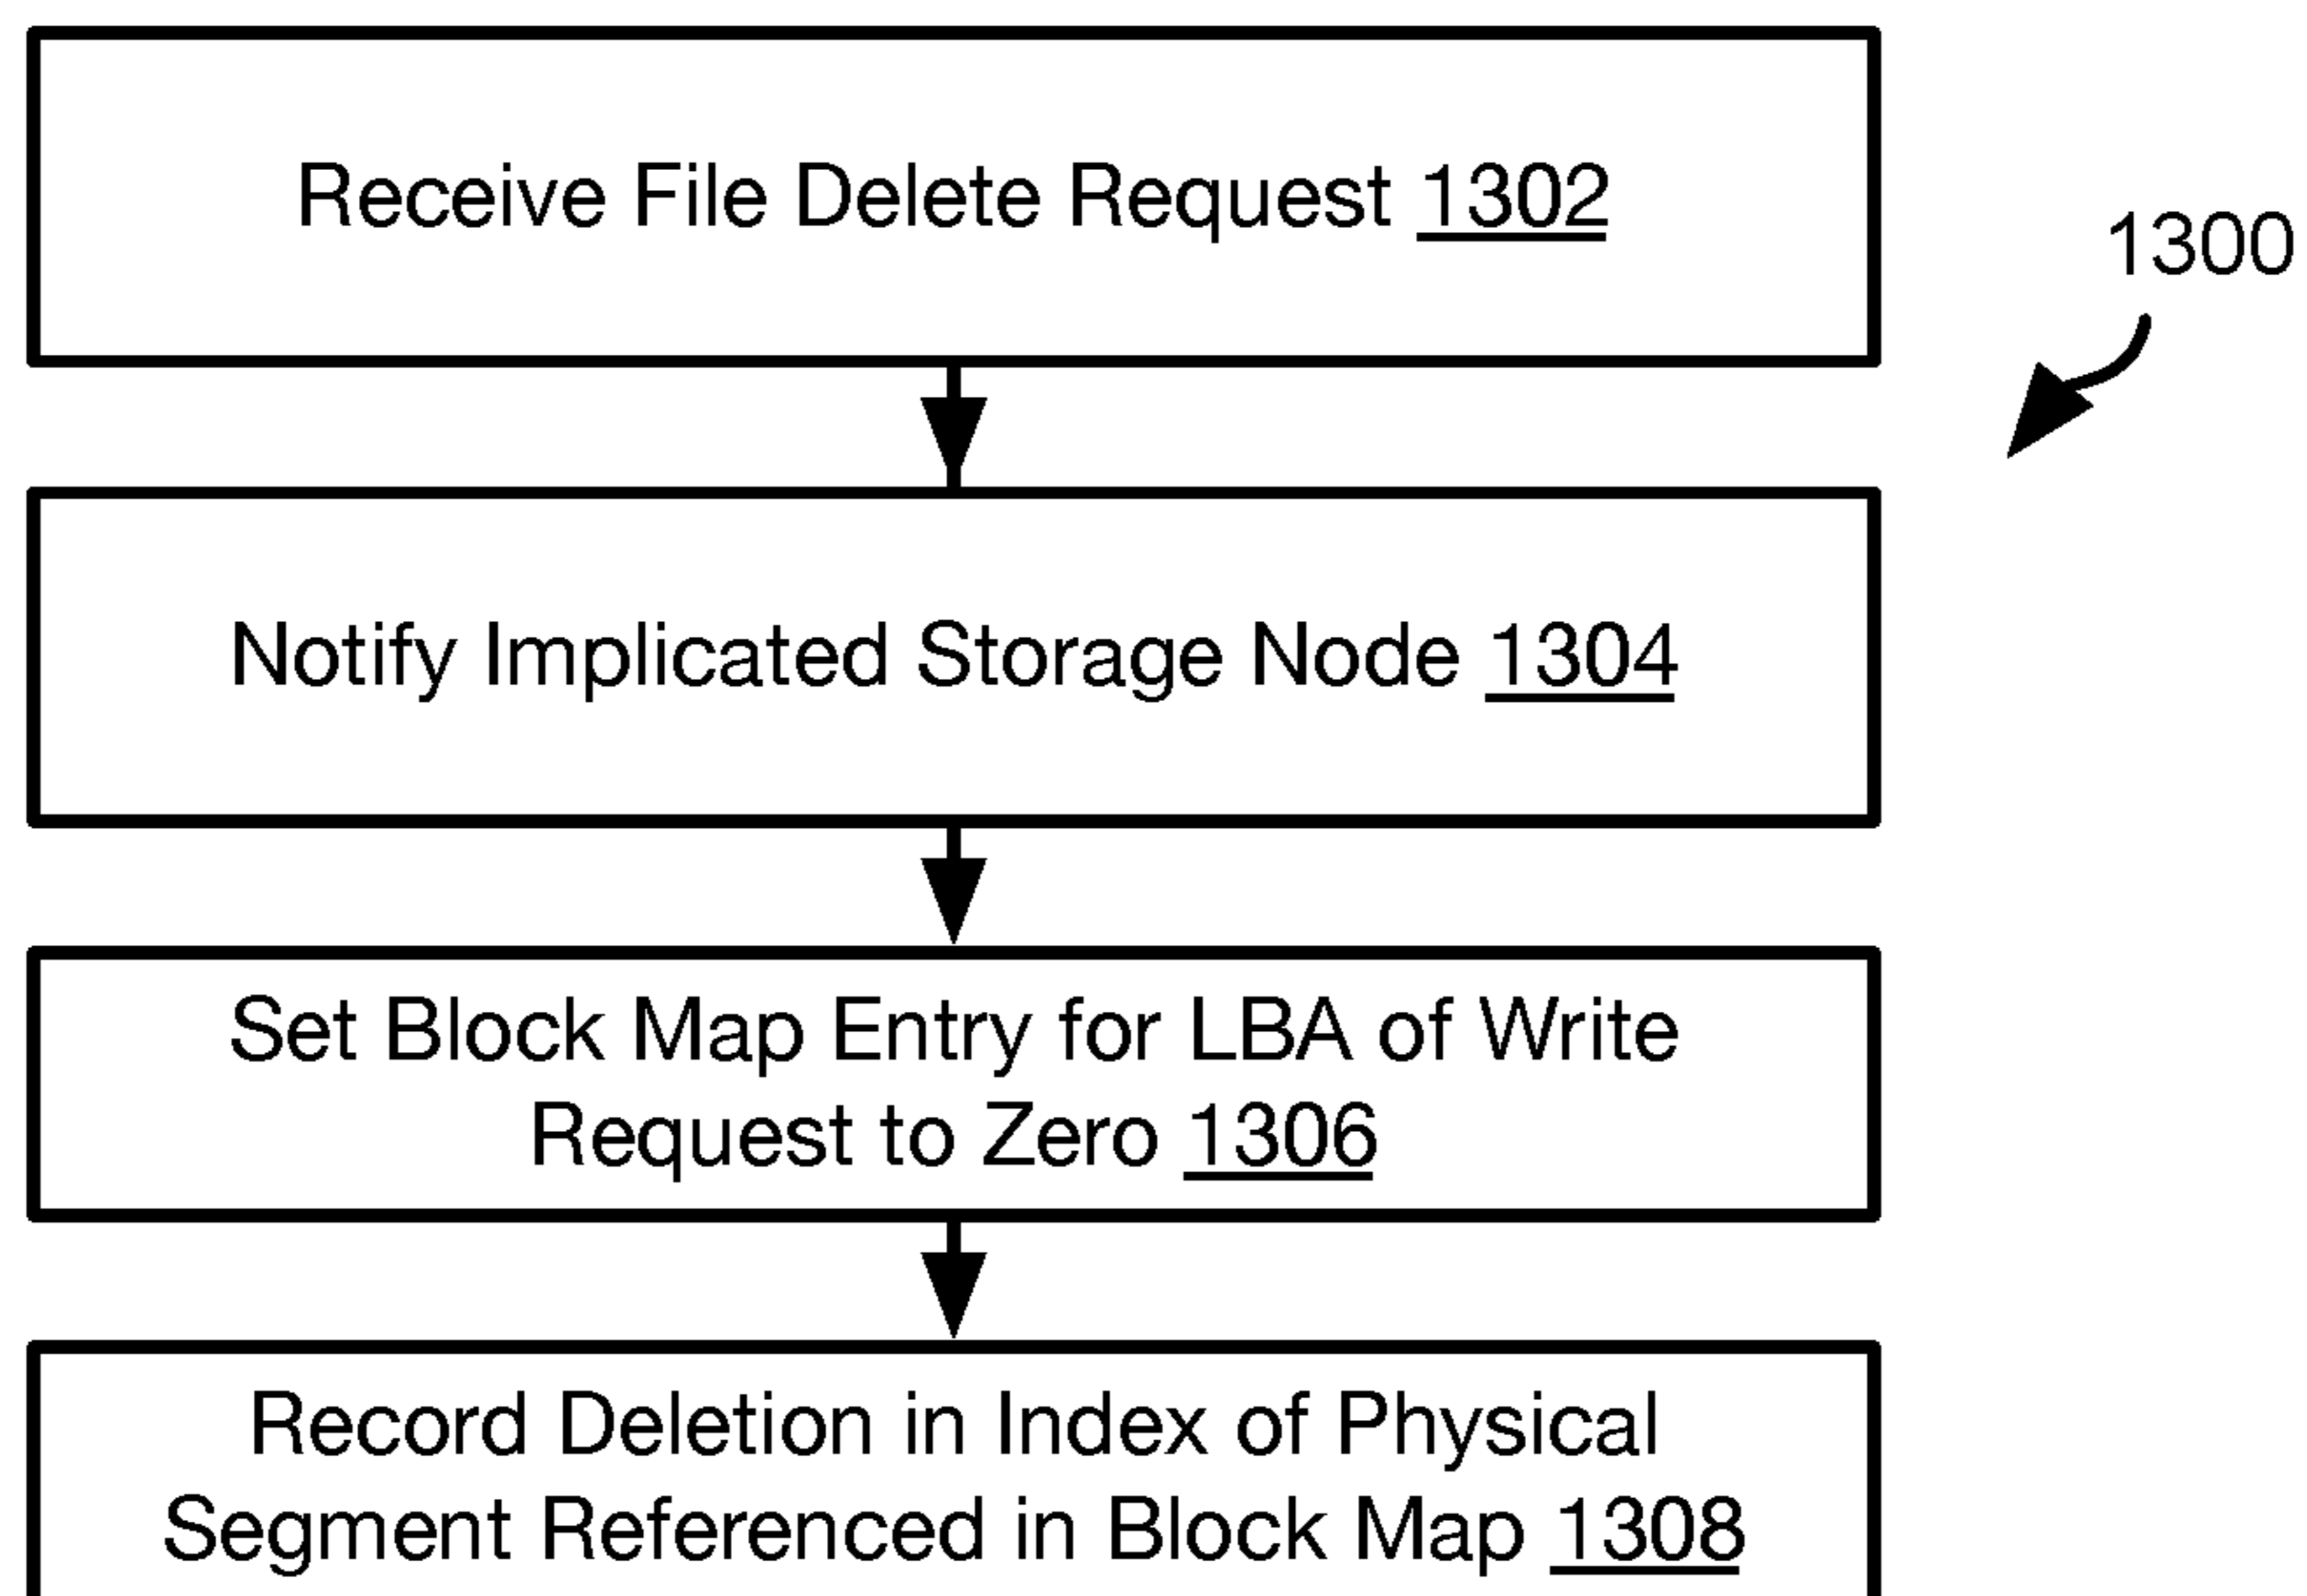 Receive File Delete Request 1302
1300
Notify Implicated Storage Node 1304
Set Block Map Entry for LBA of Write
Request to Zero 1306
Record Deletion in Index of Physical
Segment Referenced in Block Map 1308